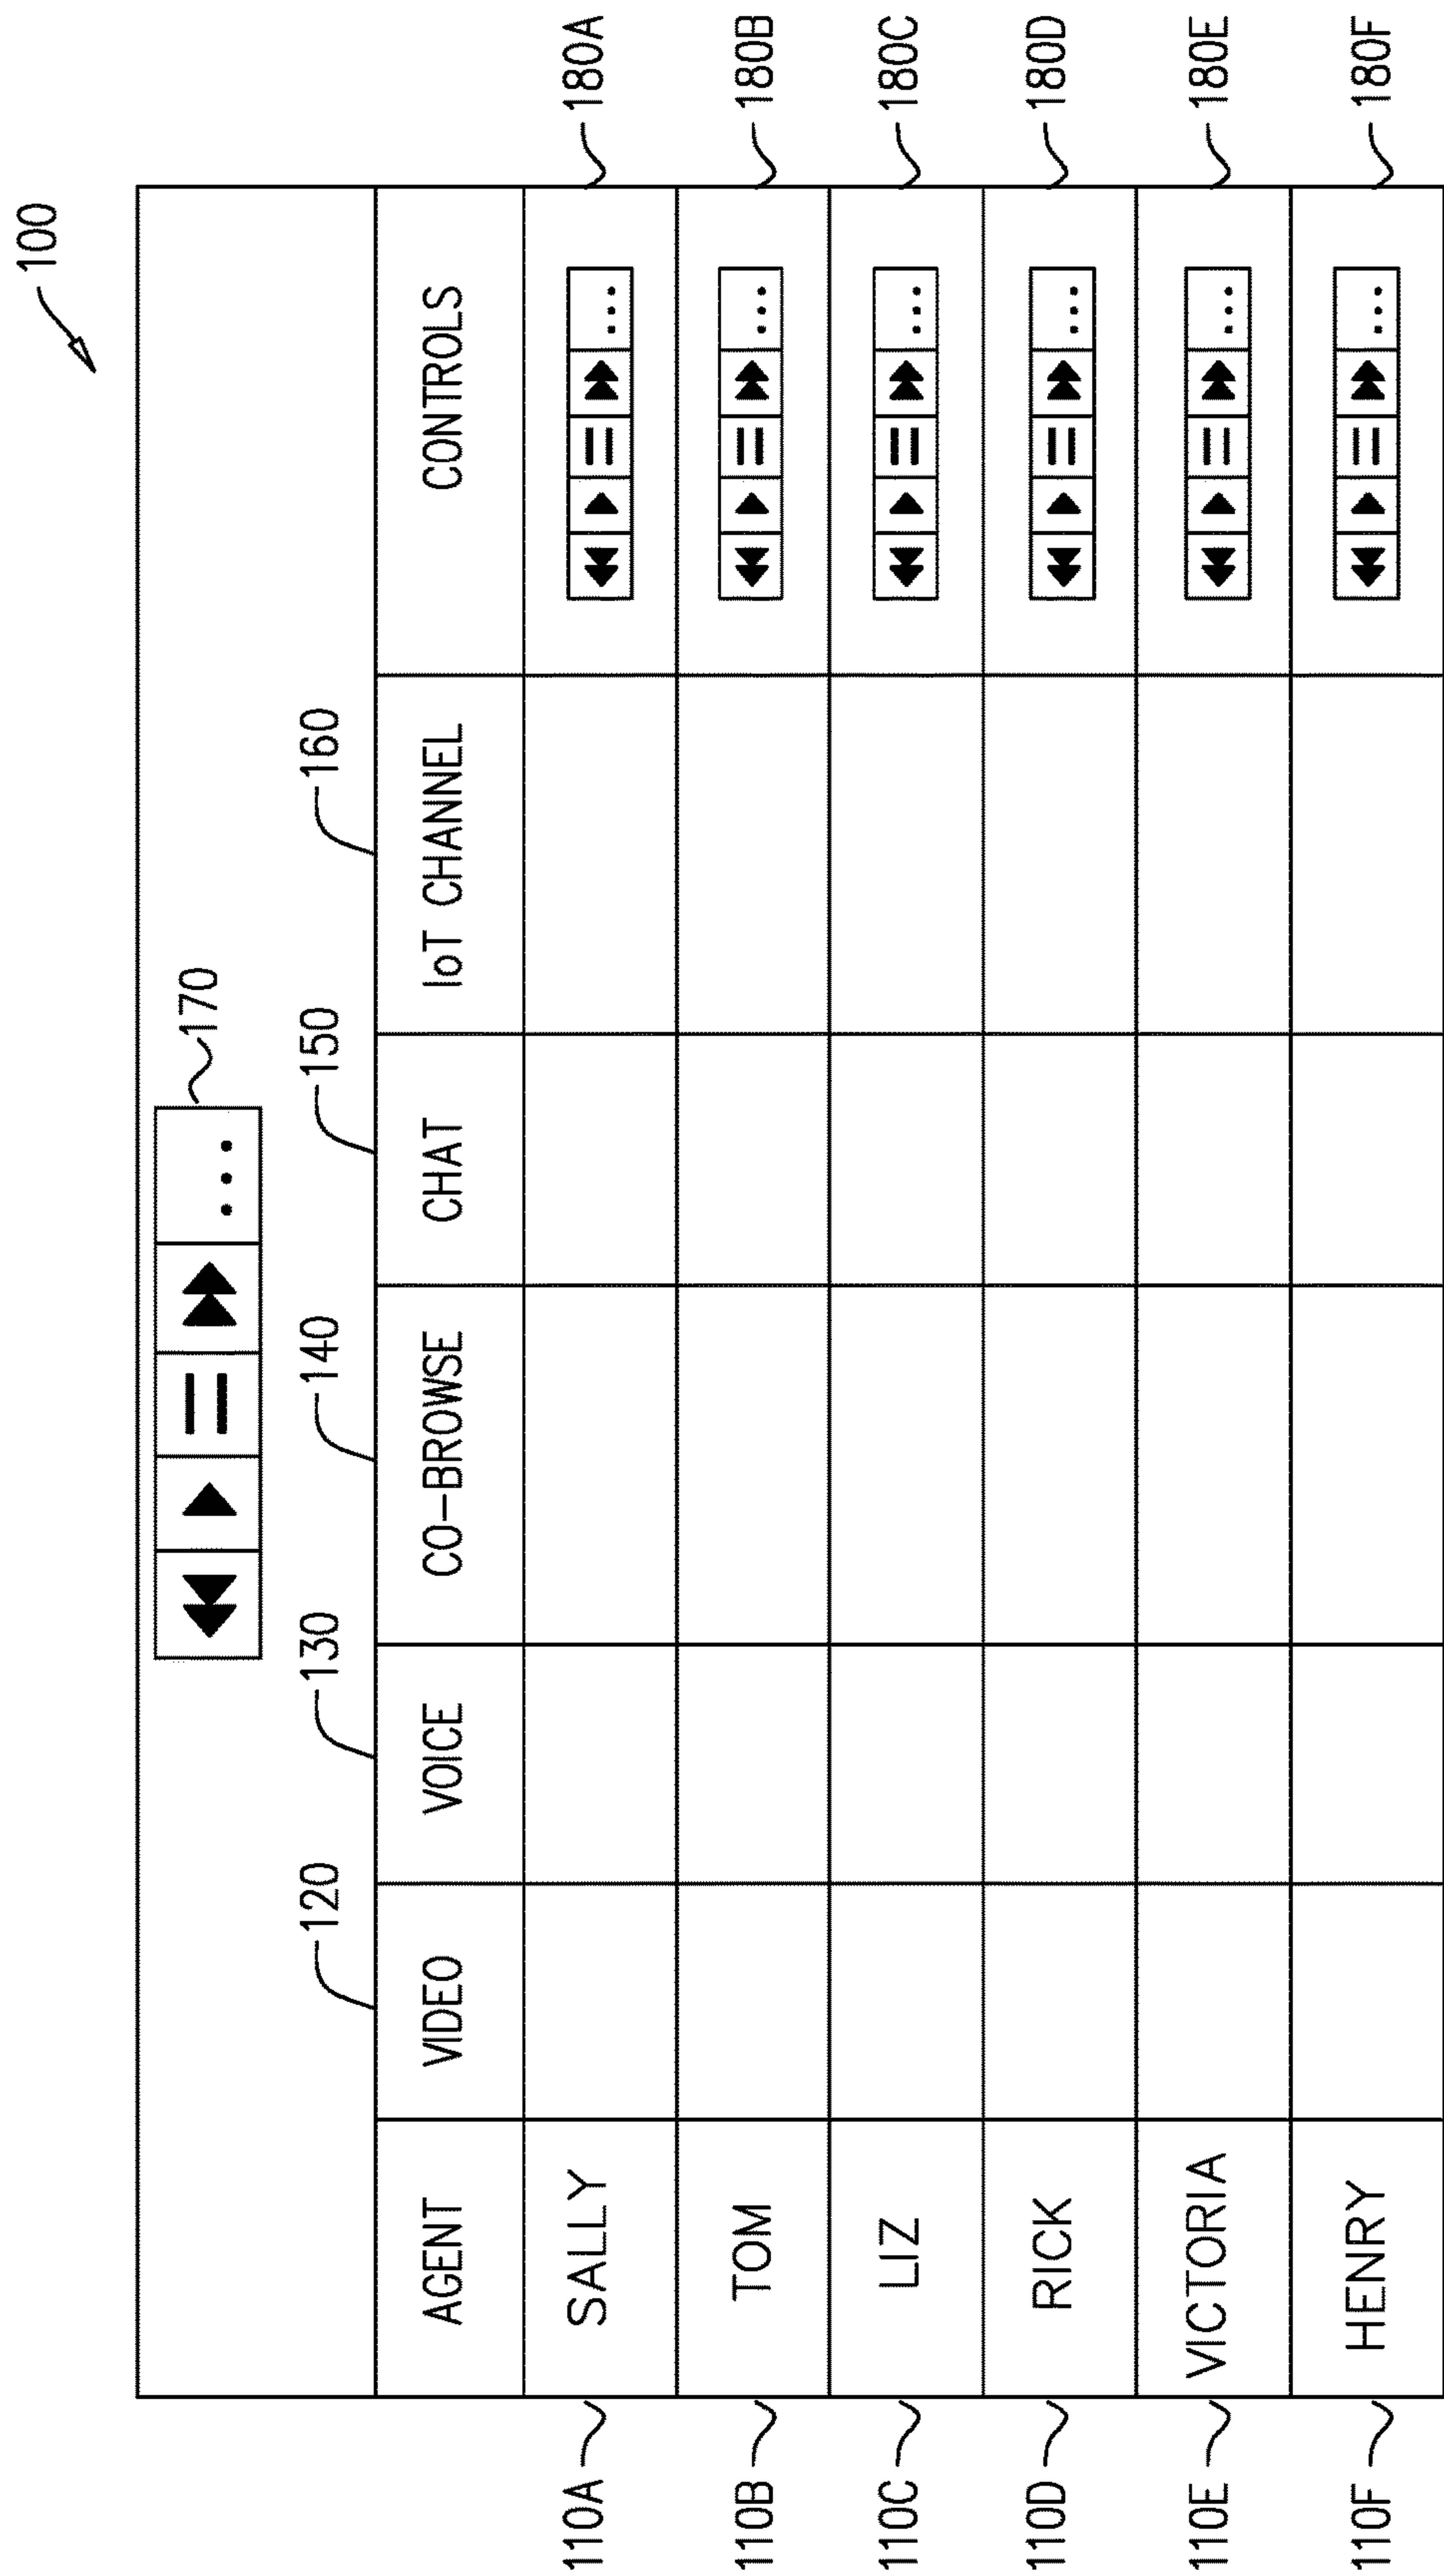 100
170
120 130 140 150 160
AGENT VIDEO VOICE CO-BROWSE CHAT IoT CHANNEL CONTROLS
110A SALLY ... 180A
110B TOM ... 180B
110C LIZ ... 180C
110D RICK ... 180D
110E VICTORIA ... 180E
110F HENRY ... 180F